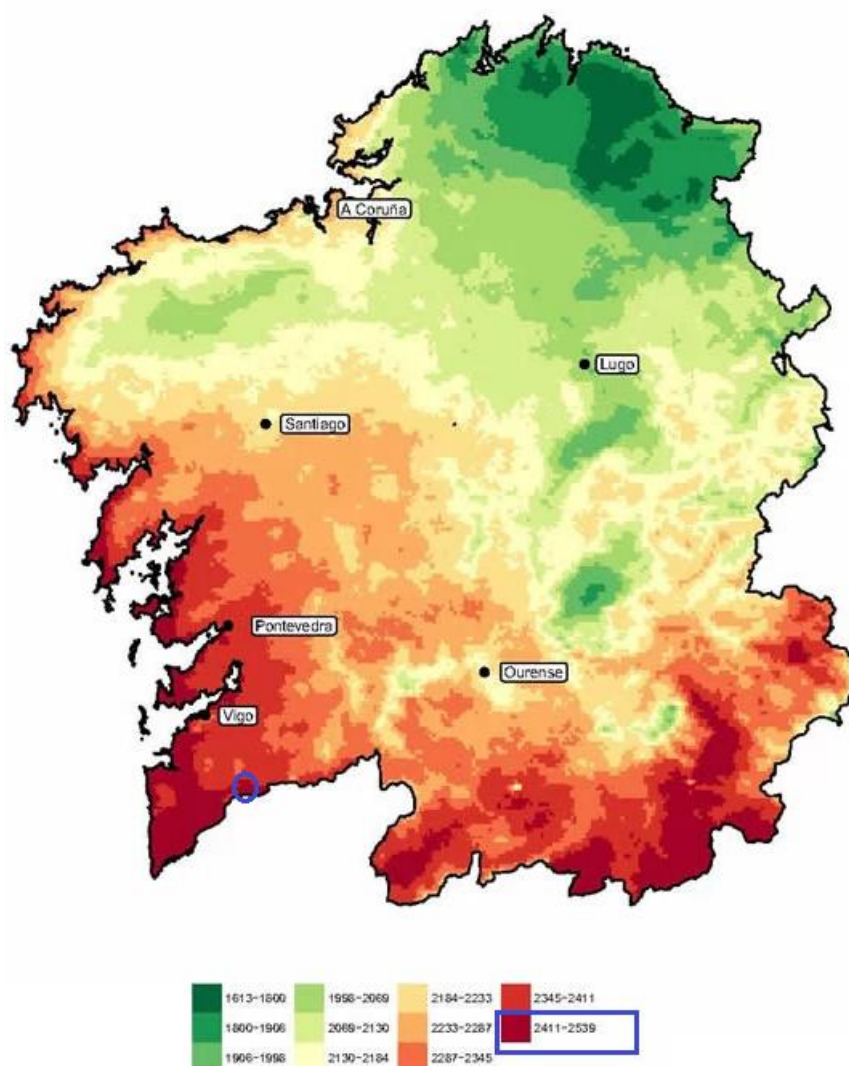 A Coruña
Lugo
Santiago
Pontevedra
Ourense
Vigo
1613-1800
1800-1906
1906-1998
1998-2069
2069-2130
2130-2184
2184-2233
2233-2287
2287-2345
2345-2411
2411-2539